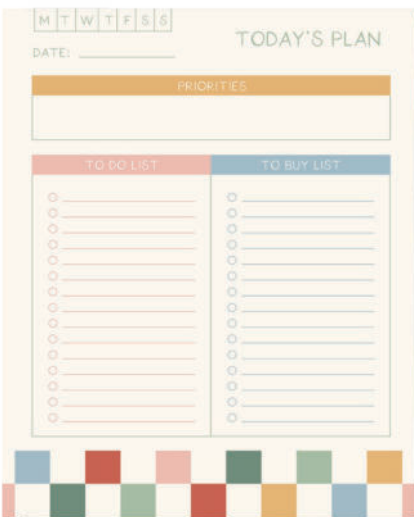 M T W T F S S
TODAY'S PLAN
DATE:
PRIORITIES
TO DO LIST
TO BUY LIST